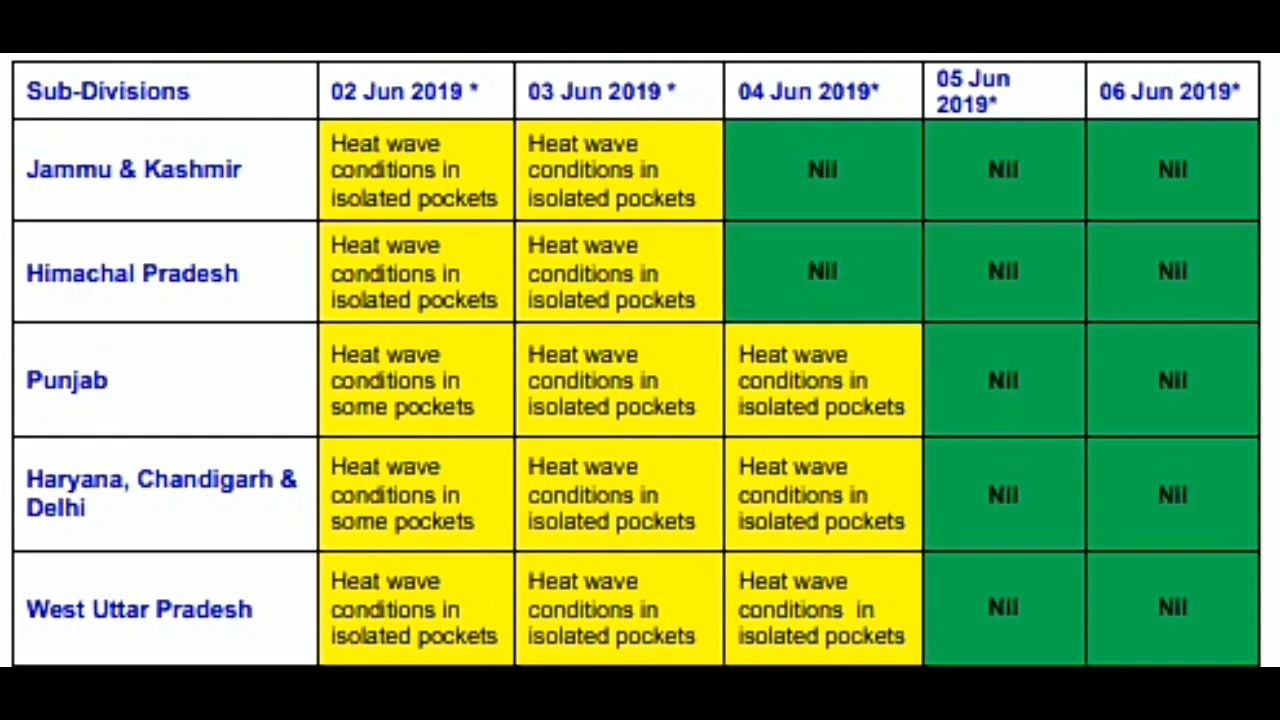 Sub-Divisions
02 Jun 2019 *
03 Jun 2019 *
04 Jun 2019*
05 Jun
2019*
06 Jun 2019*
Jammu & Kashmir
Heat wave
conditions in
isolated pockets
Heat wave
conditions in
isolated pockets
Nil
Nil
Nil
Himachal Pradesh
Heat wave
conditions in
isolated pockets
Heat wave
conditions in
isolated pockets
Nil
Nil
Nil
Punjab
Heat wave
conditions in
some pockets
Heat wave
conditions in
isolated pockets
Heat wave
conditions in
isolated pockets
Nil
Nil
Haryana, Chandigarh &
Delhi
Heat wave
conditions in
some pockets
Heat wave
conditions in
isolated pockets
Heat wave
conditions in
isolated pockets
Nil
Nil
West Uttar Pradesh
Heat wave
conditions in
isolated pockets
Heat wave
conditions in
isolated pockets
Heat wave
conditions in
isolated pockets
Nil
Nil